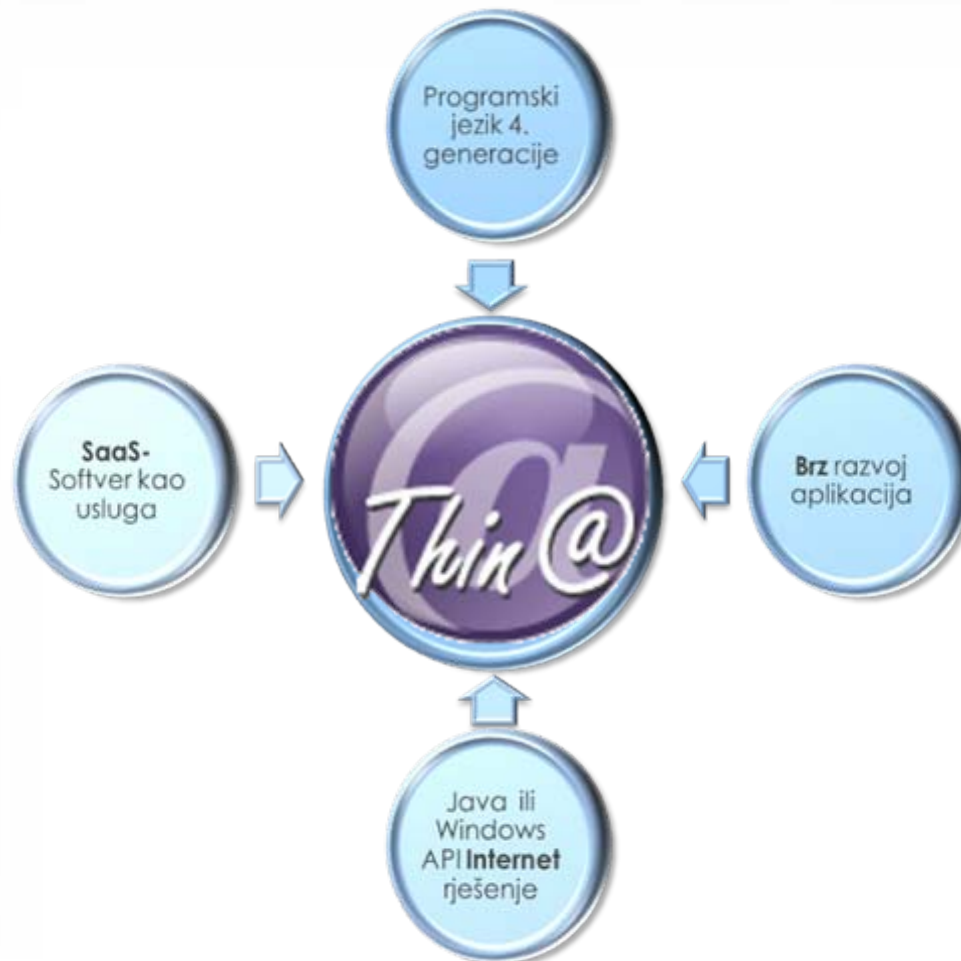 Programski
jezik 4.
generacije
SaaS-
Softver kao
usluga
Thin@
Brz razvoj
aplikacija
Java ili
Windows
API Internet
rješenje